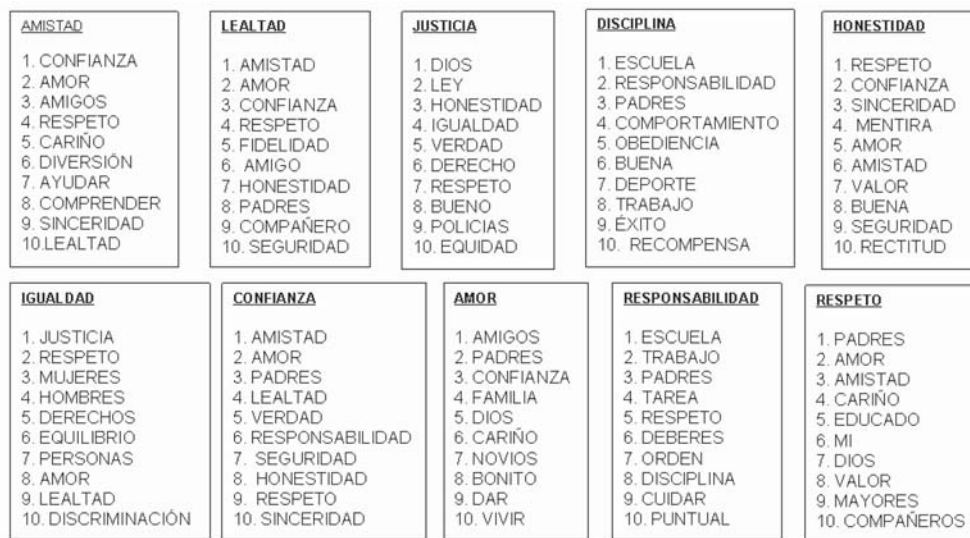 AMISTAD
1. CONFIANZA
2. AMOR
3. AMIGOS
4. RESPETO
5. CARIÑO
6. DIVERSIÓN
7. AYUDAR
8. COMPRENDER
9. SINCERIDAD
10. LEALTAD
LEALTAD
1. AMISTAD
2. AMOR
3. CONFIANZA
4. RESPETO
5. FIDELIDAD
6. AMIGO
7. HONESTIDAD
8. PADRES
9. COMPAÑERO
10. SEGURIDAD
JUSTICIA
1. DIOS
2. LEY
3. HONESTIDAD
4. IGUALDAD
5. VERDAD
6. DERECHO
7. RESPETO
8. BUENO
9. POLICIAS
10. EQUIDAD
DISCIPLINA
1. ESCUELA
2. RESPONSABILIDAD
3. PADRES
4. COMPORTAMIENTO
5. OBEDIENCIA
6. BUENA
7. DEPORTE
8. TRABAJO
9. ÉXITO
10. RECOMPENSA
HONESTIDAD
1. RESPETO
2. CONFIANZA
3. SINCERIDAD
4. MENTIRA
5. AMOR
6. AMISTAD
7. VALOR
8. BUENA
9. SEGURIDAD
10. RECTITUD
IGUALDAD
1. JUSTICIA
2. RESPETO
3. MUJERES
4. HOMBRES
5. DERECHOS
6. EQUILIBRIO
7. PERSONAS
8. AMOR
9. LEALTAD
10. DISCRIMINACIÓN
CONFIANZA
1. AMISTAD
2. AMOR
3. PADRES
4. LEALTAD
5. VERDAD
6. RESPONSABILIDAD
7. SEGURIDAD
8. HONESTIDAD
9. RESPETO
10. SINCERIDAD
AMOR
1. AMIGOS
2. PADRES
3. CONFIANZA
4. FAMILIA
5. DIOS
6. CARIÑO
7. NOVIOS
8. BONITO
9. DAR
10. VIVIR
RESPONSABILIDAD
1. ESCUELA
2. TRABAJO
3. PADRES
4. TAREA
5. RESPETO
6. DEBERES
7. ORDEN
8. DISCIPLINA
9. CUIDAR
10. PUNTUAL
RESPETO
1. PADRES
2. AMOR
3. AMISTAD
4. CARIÑO
5. EDUCADO
6. MI
7. DIOS
8. VALOR
9. MAYORES
10. COMPAÑEROS